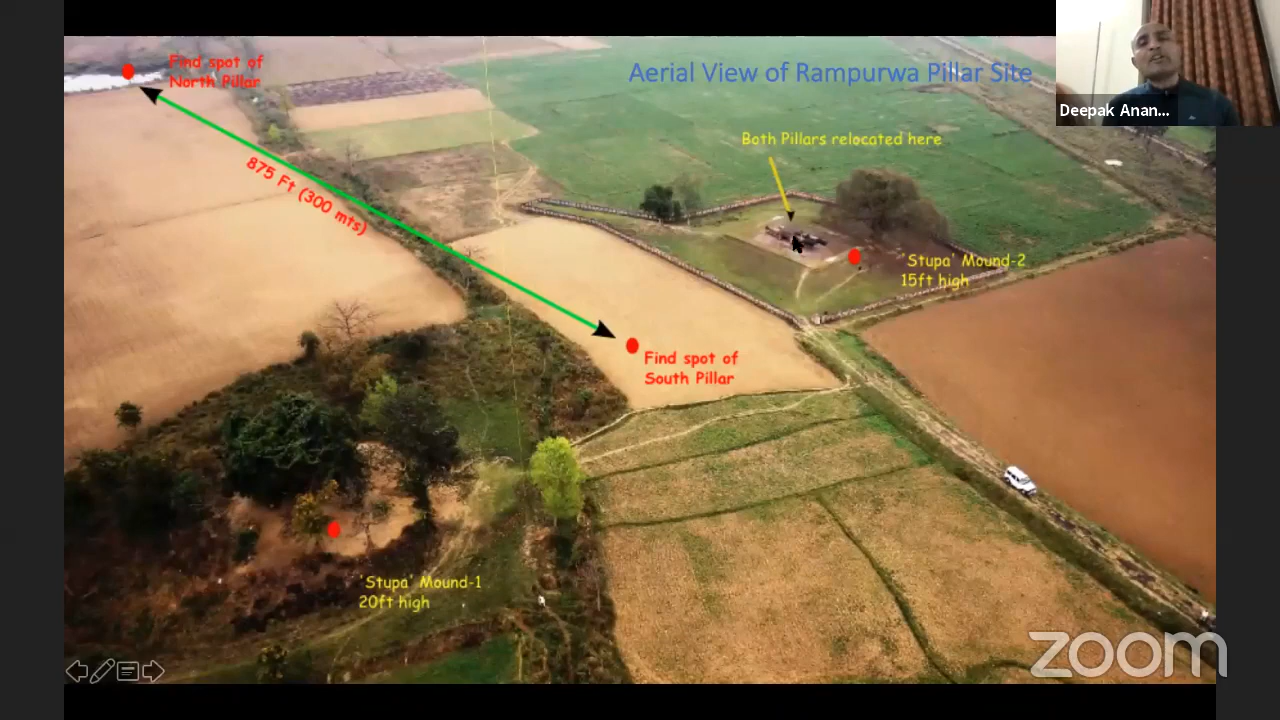 Find spot of
North Pillar
Aerial View of Rampurwa Pillar Site
Deepak Anan...
Both Pillars relocated here
875 Ft (300 mts)
'Stupa' Mound-2
15ft high
Find spot of
South Pillar
'Stupa' Mound-1
20ft high
zoom